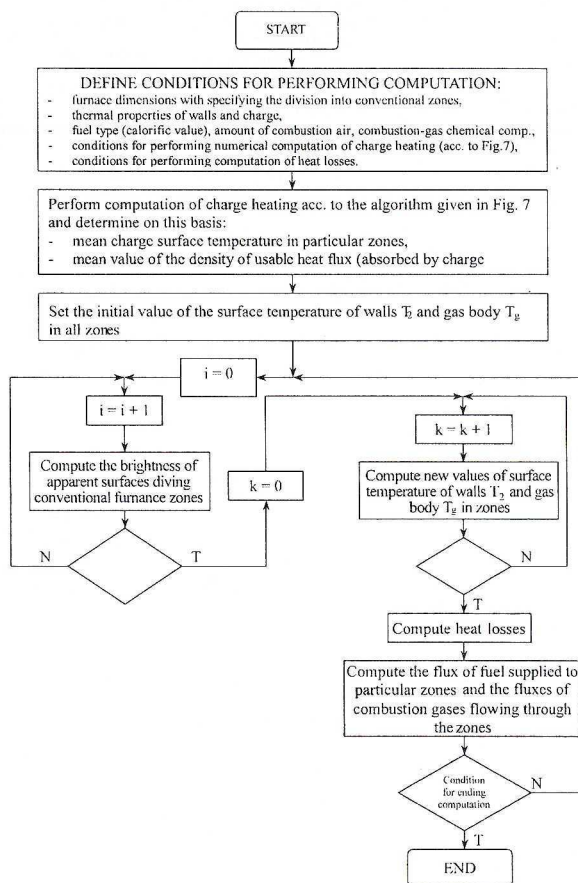 START
DEFINE CONDITIONS FOR PERFORMING COMPUTATION:
- furnace dimensions with specifying the division into conventional zones,
- thermal properties of walls and charge,
- fuel type (calorific value), amount of combustion air, combustion-gas chemical comp.,
- conditions for performing numerical computation of charge heating (acc. to Fig.7),
- conditions for performing computation of heat losses.
Perform computation of charge heating acc. to the algorithm given in Fig. 7
and determine on this basis:
- mean charge surface temperature in particular zones,
- mean value of the density of usable heat flux (absorbed by charge
Set the initial value of the surface temperature of walls T2 and gas body Tg
in all zones
i = 0
i = i + 1
Compute the brightness of
apparent surfaces diving
conventional furnance zones
N
T
k = 0
k = k + 1
Compute new values of surface
temperature of walls T2 and gas
body Tg in zones
N
T
Compute heat losses
Compute the flux of fuel supplied to
particular zones and the fluxes of
combustion gases flowing through
the zones
Condition
for ending
computation
N
T
END